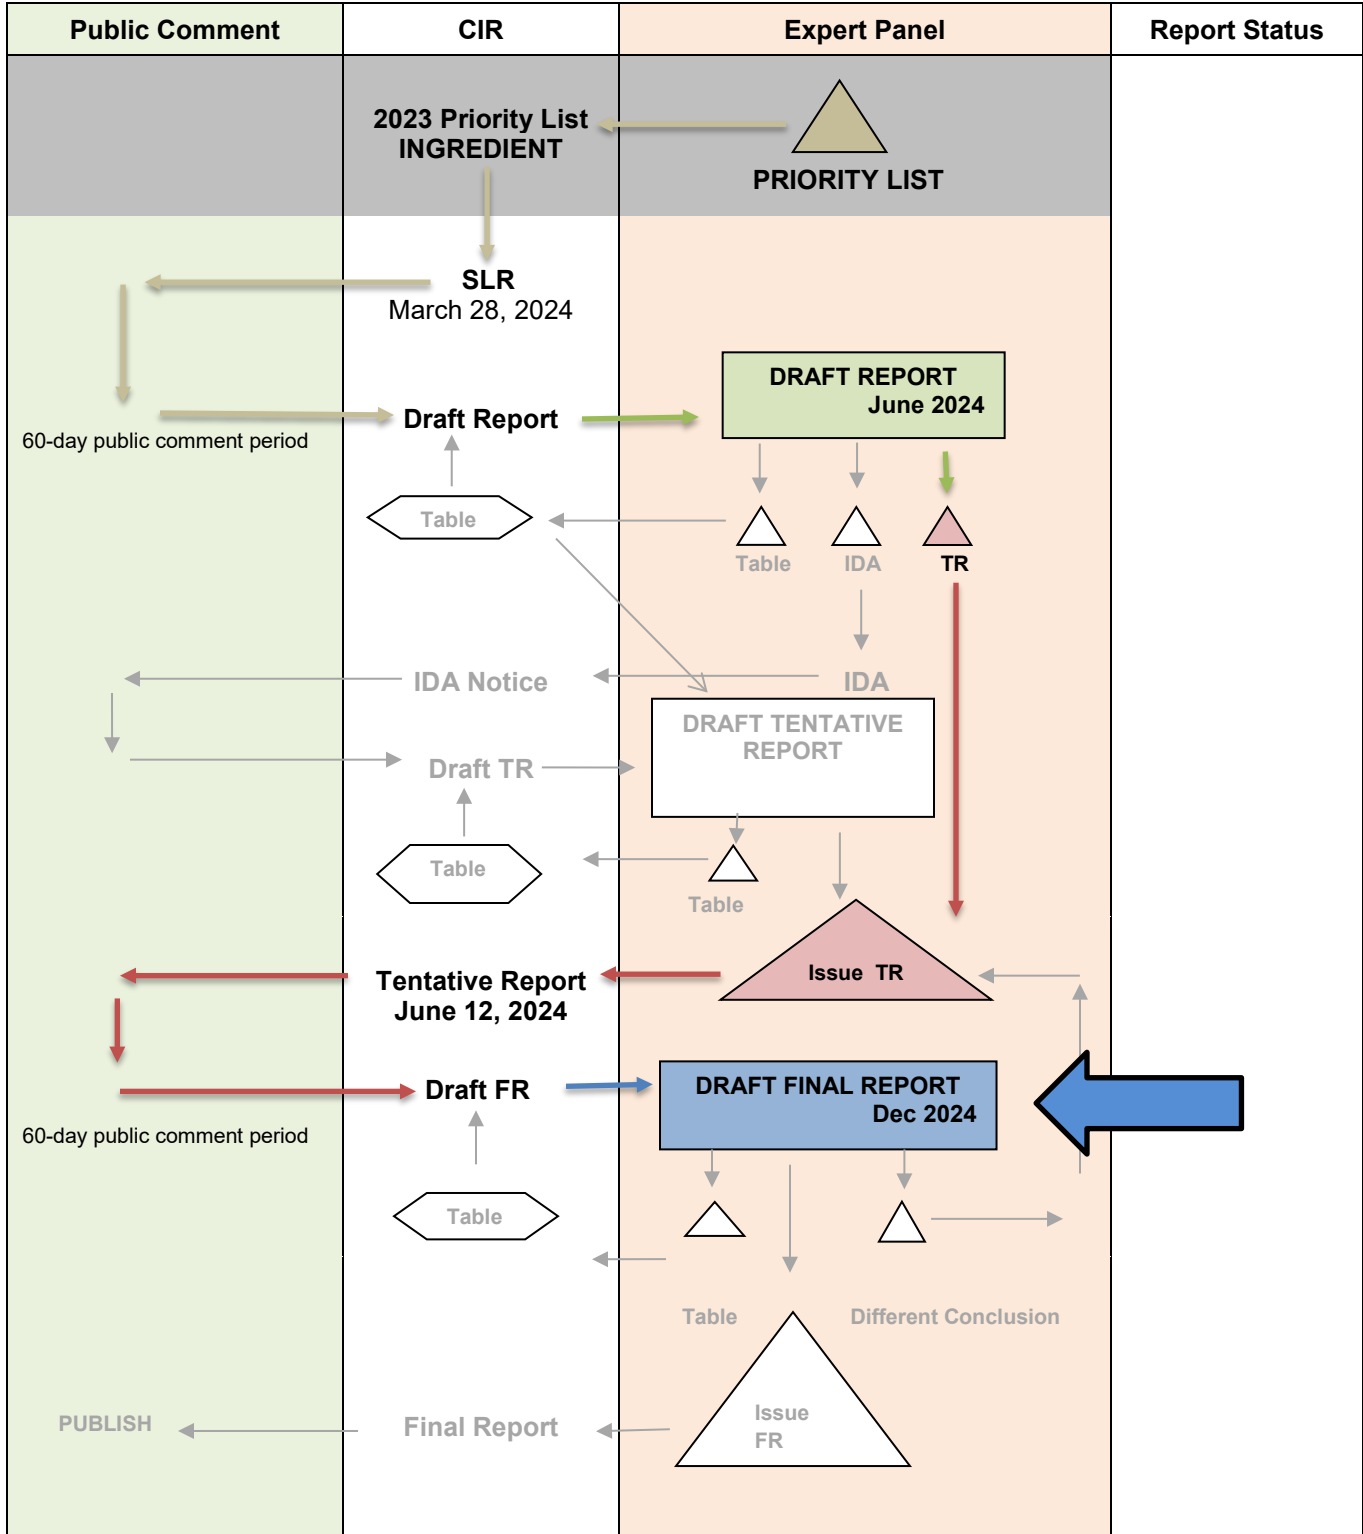 Public Comment CIR Expert Panel Report Status
2023 Priority List
INGREDIENT
PRIORITY LIST
SLR
March 28, 2024
DRAFT REPORT
June 2024
Draft Report
60-day public comment period
Table
Table IDA TR
IDA Notice
IDA
DRAFT TENTATIVE
REPORT
Draft TR
Table
Table
Issue TR
Tentative Report
June 12, 2024
DRAFT FINAL REPORT
Dec 2024
Draft FR
60-day public comment period
Table
Table Different Conclusion
Issue
FR
PUBLISH
Final Report